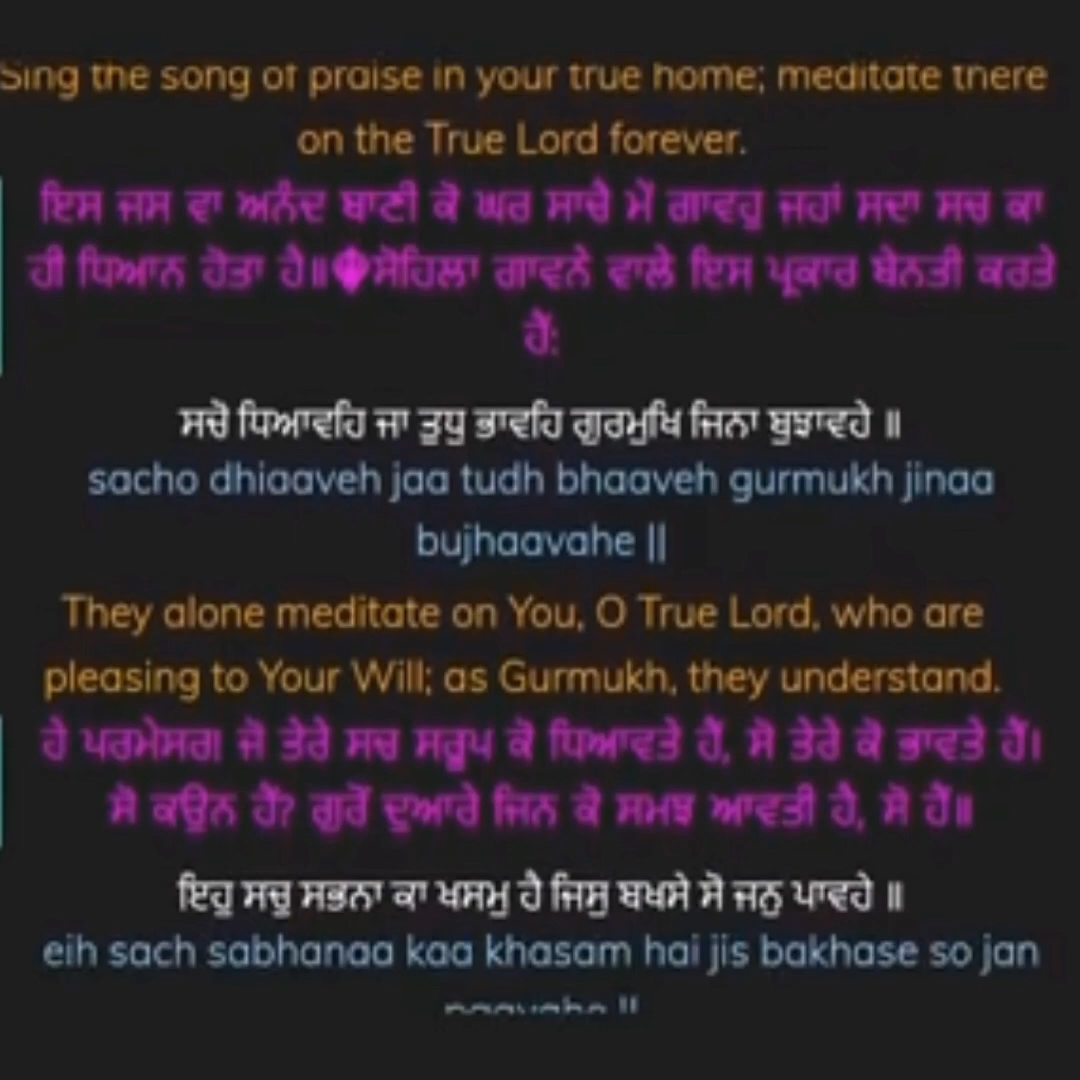 Sing the song of praise in your true home; meditate there
on the True Lord forever.
ਇਸ ਜਸ ਵਾ ਅਨੰਦ ਬਾਣੀ ਕੋ ਘਰ ਸਾਚੈ ਮੇਂ ਗਾਵਹੁ ਜਹਾਂ ਸਦਾ ਸਚ ਕਾ
ਹੀ ਧਿਆਨ ਹੋਤਾ ਹੈ॥�ਸੋਹਿਲਾ ਗਾਵਨੇ ਵਾਲੇ ਇਸ ਪ੍ਰਕਾਰ ਬੇਨਤੀ ਕਰਤੇ
ਹੈਂ:
ਸਚੋ ਧਿਆਵਹਿ ਜਾ ਤੁਧੁ ਭਾਵਹਿ ਗੁਰਮੁਖਿ ਜਿਨਾ ਬੁਝਾਵਹੇ ॥
sacho dhiaaveh jaa tudh bhaaveh gurmukh jinaa
bujhaavahe ||
They alone meditate on You, O True Lord, who are
pleasing to Your Will; as Gurmukh, they understand.
ਹੇ ਪਰਮੇਸਰ! ਜੋ ਤੇਰੇ ਸਚ ਸਰੂਪ ਕੋ ਧਿਆਵਤੇ ਹੈਂ, ਸੋ ਤੇਰੇ ਕੋ ਭਾਵਤੇ ਹੈਂ।
ਸੋ ਕਉਨ ਹੈਂ? ਗੁਰੋਂ ਦੁਆਰੇ ਜਿਨ ਕੋ ਸਮਝ ਆਵਤੀ ਹੈ, ਸੋ ਹੈਂ॥
ਇਹੁ ਸਚੁ ਸਭਨਾ ਕਾ ਖਸਮੁ ਹੈ ਜਿਸੁ ਬਖਸੇ ਸੋ ਜਨੁ ਪਾਵਹੇ ॥
eih sach sabhanaa kaa khasam hai jis bakhase so jan
paavahe ||